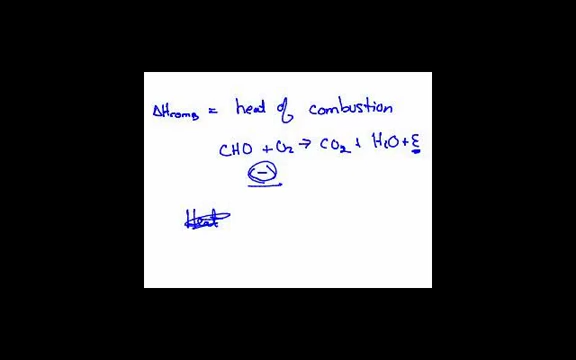 ΔHcomb = heat of combustion
CHO + O₂ → CO₂ + H₂O + E
(−)
Heat